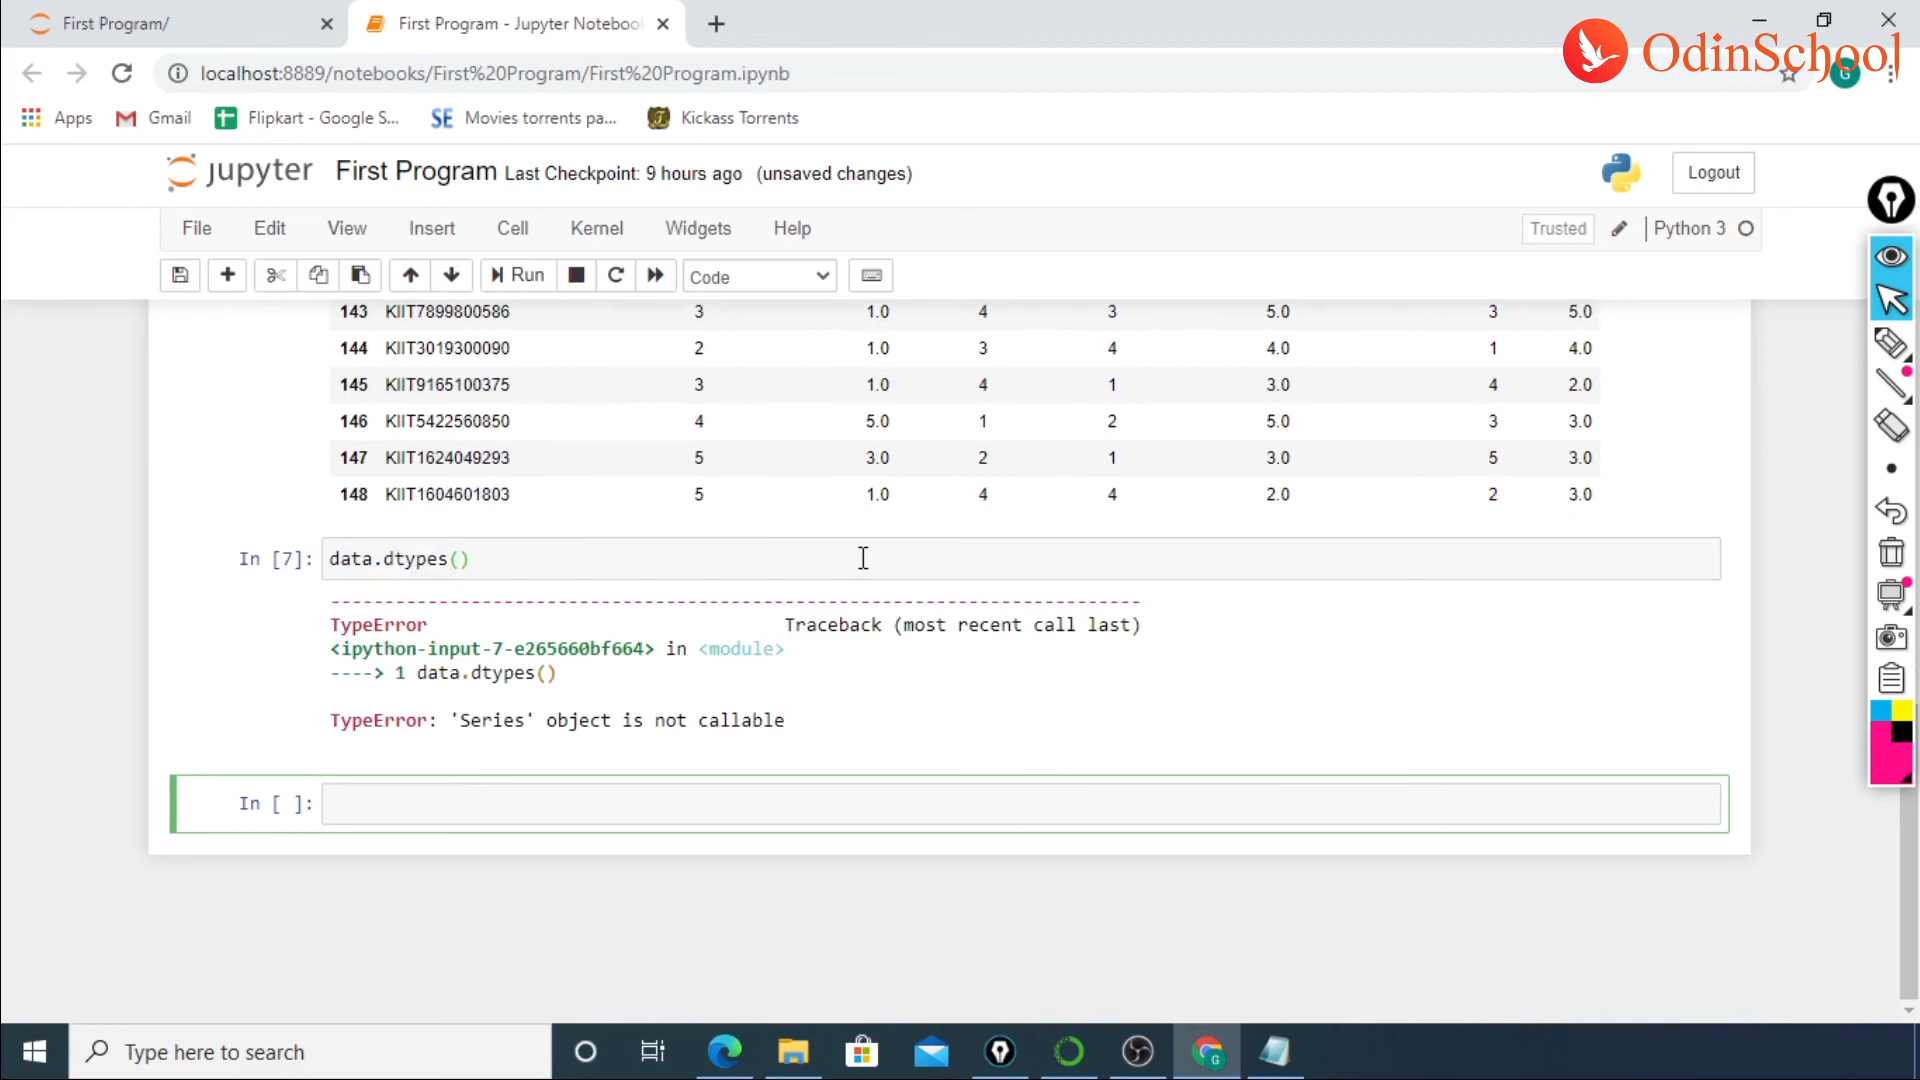 First Program/
First Program - Jupyter Noteboo
OdinSchool
localhost:8889/notebooks/First%20Program/First%20Program.ipynb
G
Apps
Gmail
Flipkart - Google S...
SE
Movies torrents pa...
Kickass Torrents
jupyter
First Program Last Checkpoint: 9 hours ago (unsaved changes)
Logout
File Edit View Insert Cell Kernel Widgets Help
Trusted
Python 3
Run
Code
143 KIIT7899800586 3 1.0 4 3 5.0 3 5.0
144 KIIT3019300090 2 1.0 3 4 4.0 1 4.0
145 KIIT9165100375 3 1.0 4 1 3.0 4 2.0
146 KIIT5422560850 4 5.0 1 2 5.0 3 3.0
147 KIIT1624049293 5 3.0 2 1 3.0 5 3.0
148 KIIT1604601803 5 1.0 4 4 2.0 2 3.0
In [7]: data.dtypes()
---------------------------------------------------------------------------
TypeError Traceback (most recent call last)
<ipython-input-7-e265660bf664> in <module>
----> 1 data.dtypes()
TypeError: 'Series' object is not callable
In [ ]:
Type here to search
G